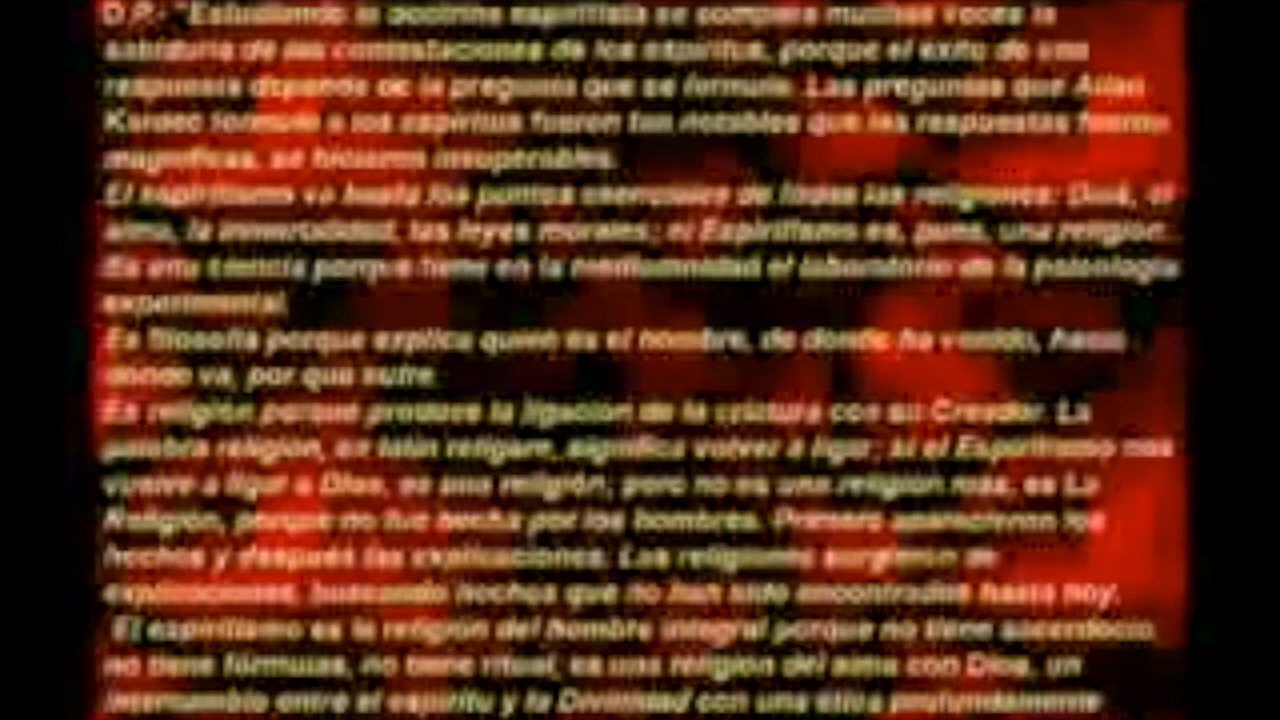 D.P.- "Estudiando la doctrina espiritista se comprueba muchas veces la
sabiduria de las contestaciones de los espiritus, porque el exito de una
respuesta depende de la pregunta que se formula. Las preguntas que Allan
Kardec formuló a los espiritus fueron tan notables que las respuestas fueron
magnificas, se hicieron insuperables.
El espiritismo va hasta los puntos esenciales de todas las religiones: Dios, el
alma, la inmortalidad, las leyes morales; el Espiritismo es, pues, una religión.
Es una ciencia porque tiene en la mediumnidad el laboratorio de la psicología
experimental.
Es filosofía porque explica quien es el hombre, de donde ha venido, hacia
donde va, por qua sufre.
Es religión porque produce la ligación de la criatura con su Creador. La
palabra religion, en latín religare, significa volver a ligar; si el Espiritismo nos
vuelve a ligar a Dios, es una religión, pero no es una religión más, es La
Religión, porque no fue hecha por los hombres. Primero aparecieron los
hechos y después las explicaciones. Las religiones surgieron de
explicaciones, buscando hechos que no han sido encontrados hasta hoy.
El espiritismo es la religión del hombre integral porque no tiene sacerdocio,
no tiene fórmulas, no tiene ritual, es una religión del alma con Dios, un
intercambio entre el espíritu y la Divinidad con una ética profundamente